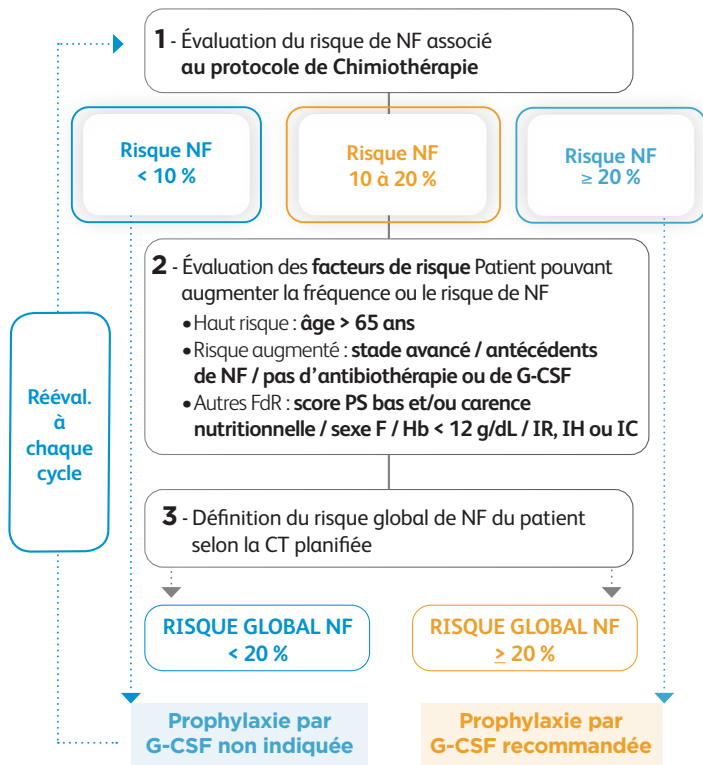 1 - Évaluation du risque de NF associé
au protocole de Chimiothérapie
Risque NF
< 10 %
Risque NF
10 à 20 %
Risque NF
≥ 20 %
2 - Évaluation des facteurs de risque Patient pouvant
augmenter la fréquence ou le risque de NF
• Haut risque : âge > 65 ans
• Risque augmenté : stade avancé / antécédents
de NF / pas d’antibiothérapie ou de G-CSF
• Autres FdR : score PS bas et/ou carence
nutritionnelle / sexe F / Hb < 12 g/dL / IR, IH ou IC
Rééval.
à
chaque
cycle
3 - Définition du risque global de NF du patient
selon la CT planifiée
RISQUE GLOBAL NF
< 20 %
RISQUE GLOBAL NF
≥ 20 %
Prophylaxie par
G-CSF non indiquée
Prophylaxie par
G-CSF recommandée